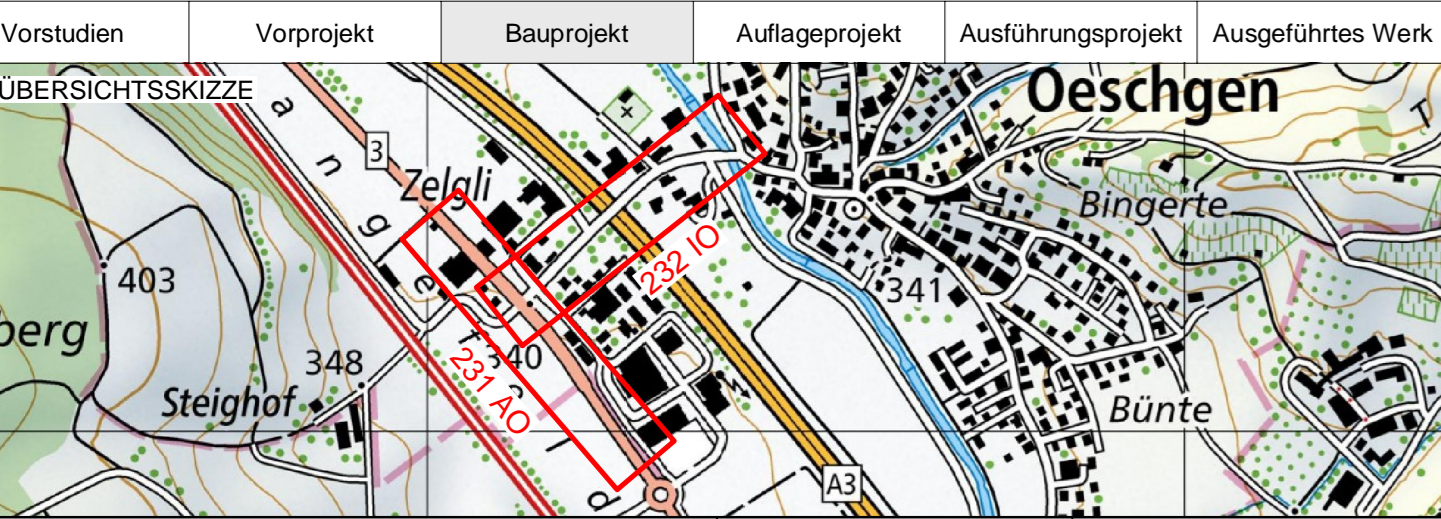 Vorstudien
Vorprojekt
Bauprojekt
Auflageprojekt
Ausführungsprojekt
Ausgeführtes Werk
ÜBERSICHTSSKIZZE
Oeschgen
3
Zelgli
Langefeld
Bingerte
403
232 IO
341
berg
340
348
231 AO
Steighof
Bünte
A3